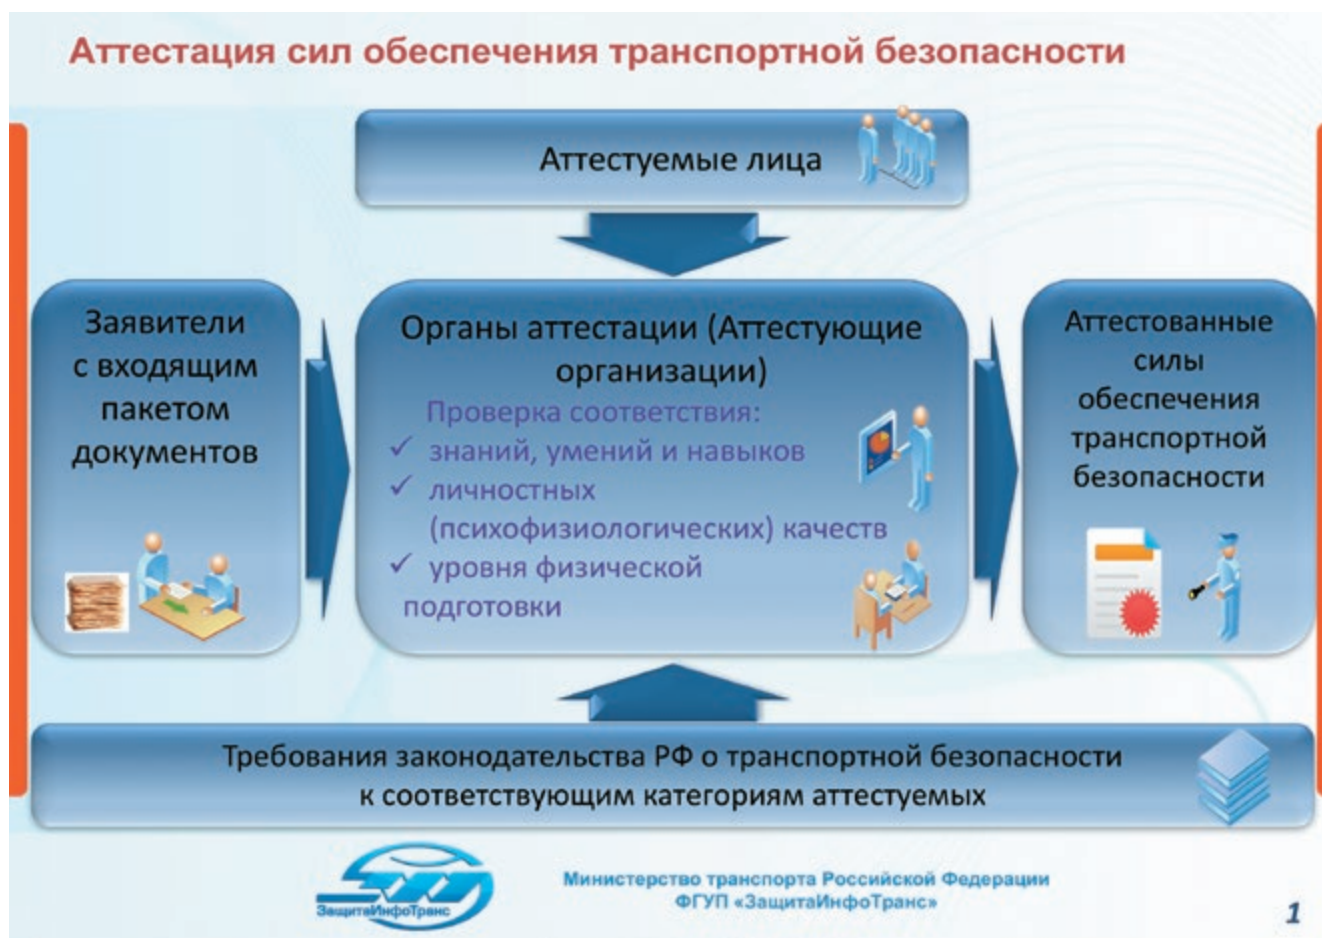 Аттестация сил обеспечения транспортной безопасности
Аттестуемые лица
Заявители
с входящим
пакетом
документов
Органы аттестации (Аттестующие
организации)
Проверка соответствия:
✓ знаний, умений и навыков
✓ личностных
(психофизиологических) качеств
✓ уровня физической
подготовки
Аттестованные
силы
обеспечения
транспортной
безопасности
Требования законодательства РФ о транспортной безопасности
к соответствующим категориям аттестуемых
ЗащитаИнфоТранс
Министерство транспорта Российской Федерации
ФГУП «ЗащитаИнфоТранс»
1